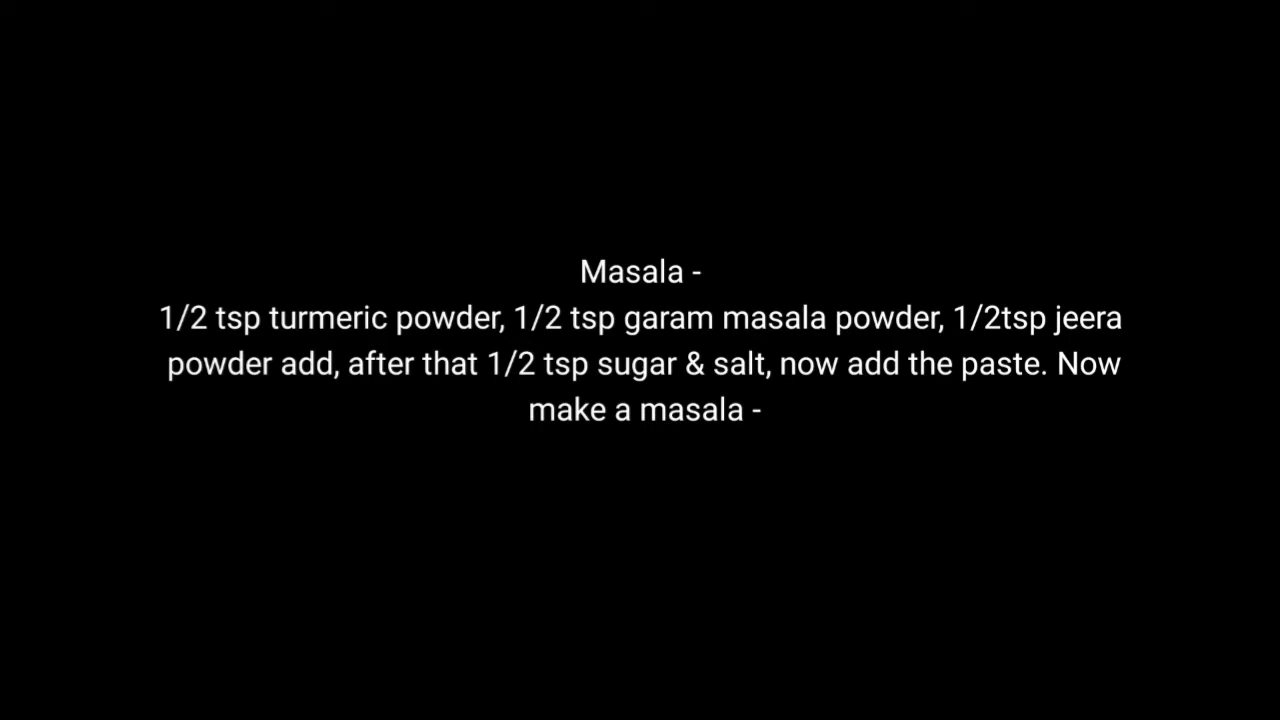 Masala -
1/2 tsp turmeric powder, 1/2 tsp garam masala powder, 1/2tsp jeera
powder add, after that 1/2 tsp sugar & salt, now add the paste. Now
make a masala -